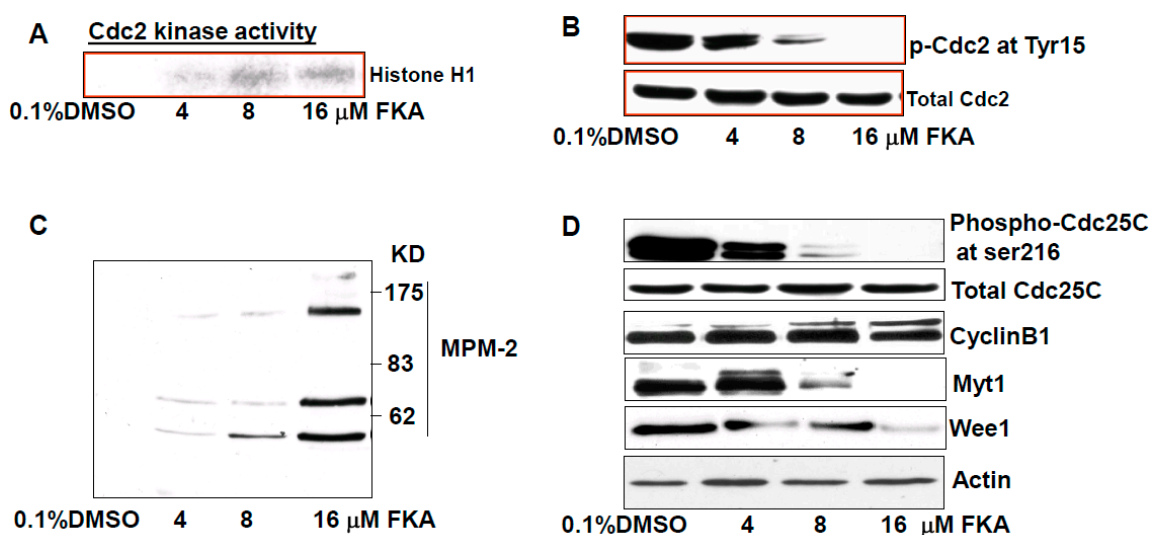 A
Cdc2 kinase activity
Histone H1
0.1%DMSO 4 8 16 μM FKA
B
p-Cdc2 at Tyr15
Total Cdc2
0.1%DMSO 4 8 16 μM FKA
C
KD
175
83
62
MPM-2
0.1%DMSO 4 8 16 μM FKA
D
Phospho-Cdc25C
at ser216
Total Cdc25C
CyclinB1
Myt1
Wee1
Actin
0.1%DMSO 4 8 16 μM FKA